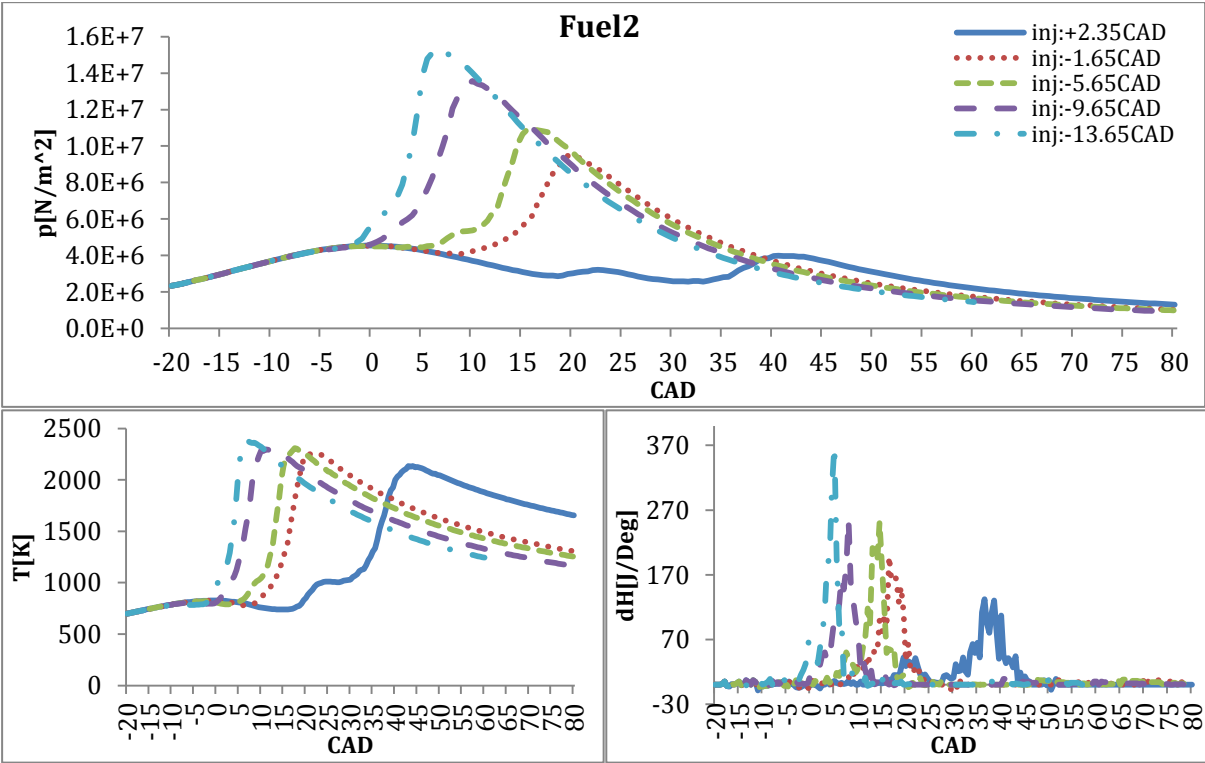 Fuel2
p[N/m^2]
1.6E+7
1.4E+7
1.2E+7
1.0E+7
8.0E+6
6.0E+6
4.0E+6
2.0E+6
0.0E+0
inj:+2.35CAD
inj:-1.65CAD
inj:-5.65CAD
inj:-9.65CAD
inj:-13.65CAD
-20 -15 -10 -5 0 5 10 15 20 25 30 35 40 45 50 55 60 65 70 75 80
CAD
T[K]
2500
2000
1500
1000
500
0
-20 -15 -10 -5 0 5 10 15 20 25 30 35 40 45 50 55 60 65 70 75 80
CAD
dH[J/Deg]
370
270
170
70
-30
-20 -15 -10 -5 0 5 10 15 20 25 30 35 40 45 50 55 60 65 70 75 80
CAD